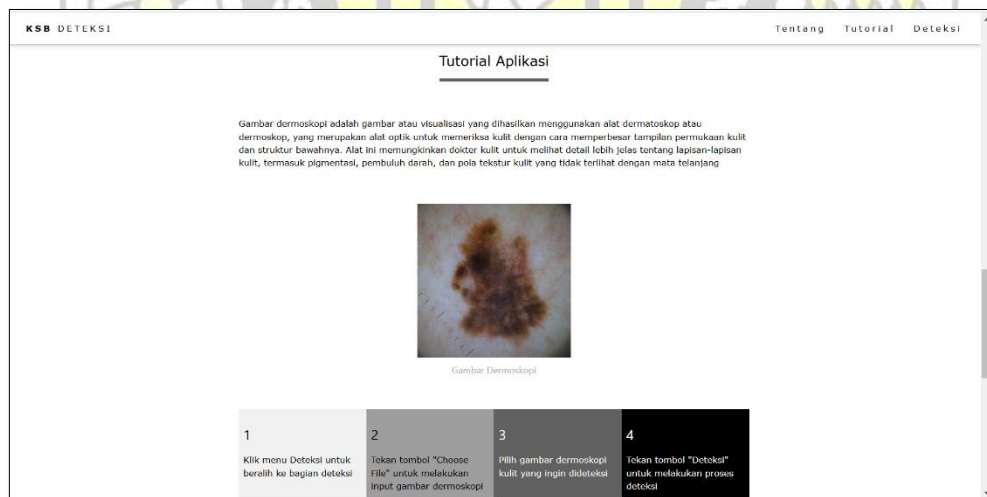 KSB DETEKSI
Tentang Tutorial Deteksi
Tutorial Aplikasi
Gambar dermoskopi adalah gambar atau visualisasi yang dihasilkan menggunakan alat dermatoskop atau
dermoskop, yang merupakan alat optik untuk memeriksa kulit dengan cara memperbesar tampilan permukaan kulit
dan struktur bawahnya. Alat ini memungkinkan dokter kulit untuk melihat detail lebih jelas tentang lapisan-lapisan
kulit, termasuk pigmentasi, pembuluh darah, dan pola tekstur kulit yang tidak terlihat dengan mata telanjang
Gambar Dermoskopi
1
Klik menu Deteksi untuk
beralih ke bagian deteksi
2
Tekan tombol "Choose
File" untuk melakukan
input gambar dermoskopi
3
Pilih gambar dermoskopi
kulit yang ingin dideteksi
4
Tekan tombol "Deteksi"
untuk melakukan proses
deteksi